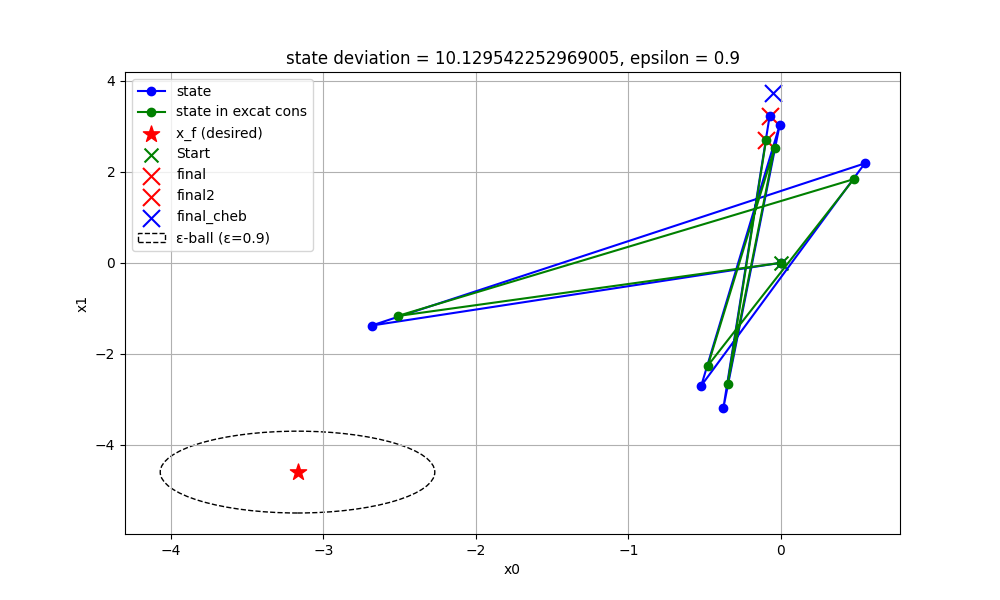 state deviation = 10.129542252969005, epsilon = 0.9
state
state in excat cons
x_f (desired)
Start
final
final2
final_cheb
ε-ball (ε=0.9)
4
2
0
−2
−4
x1
−4
−3
−2
−1
0
x0